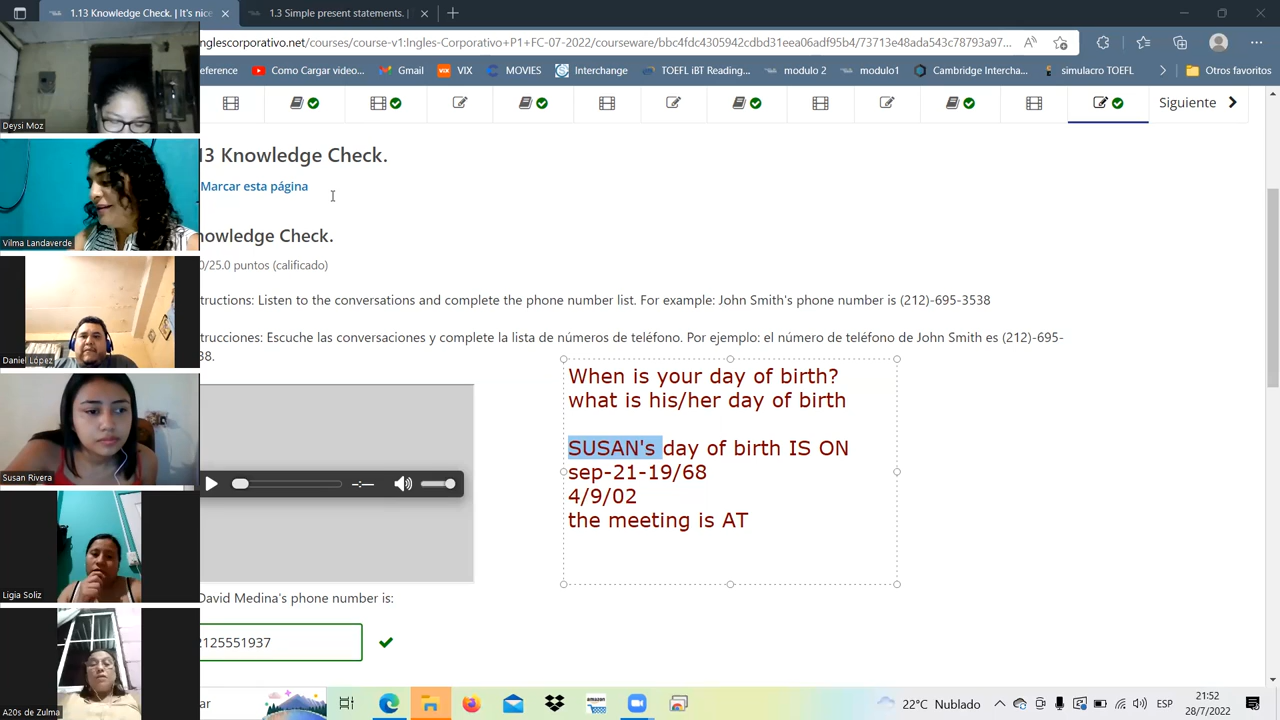 1.13 Knowledge Check. | It's nice
1.3 Simple present statements. |
nglescorporativo.net/courses/course-v1:Ingles-Corporativo+P1+FC-07-2022/courseware/bbc4fdc4305942cdbd31eea06adf95b4/73713e48ada543c78793a97...
eference
Como Cargar video...
Gmail
VIX
MOVIES
Interchange
TOEFL iBT Reading...
modulo 2
modulo1
Cambridge Intercha...
simulacro TOEFL
Otros favoritos
Siguiente
13 Knowledge Check.
Marcar esta página
nowledge Check.
0/25.0 puntos (calificado)
tructions: Listen to the conversations and complete the phone number list. For example: John Smith's phone number is (212)-695-3538
trucciones: Escuche las conversaciones y complete la lista de números de teléfono. Por ejemplo: el número de teléfono de John Smith es (212)-695-
38.
When is your day of birth?
what is his/her day of birth
SUSAN's day of birth IS ON
sep-21-19/68
4/9/02
the meeting is AT
-:--
David Medina's phone number is:
2125551937
Deysi Moz
Vilma Landaverde
Daniel López
Susan Rivera
Ligia Soliz
A20s de Zulma
ar
amazon
22°C Nublado
ESP
21:52
28/7/2022